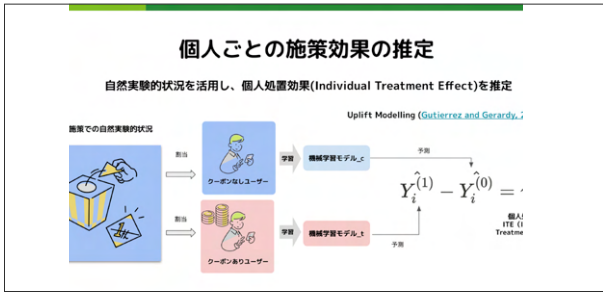 個人ごとの施策効果の推定
自然実験的状況を活用し、個人処置効果(Individual Treatment Effect)を推定
Uplift Modelling (Gutierrez and Gerardy, 2
施策での自然実験的状況
割当
クーポンなしユーザー
学習
機械学習モデル_c
予測
Ŷ_i^(1) − Ŷ_i^(0) =
割当
クーポンありユーザー
学習
機械学習モデル_t
予測
個人
ITE (I
Treatme